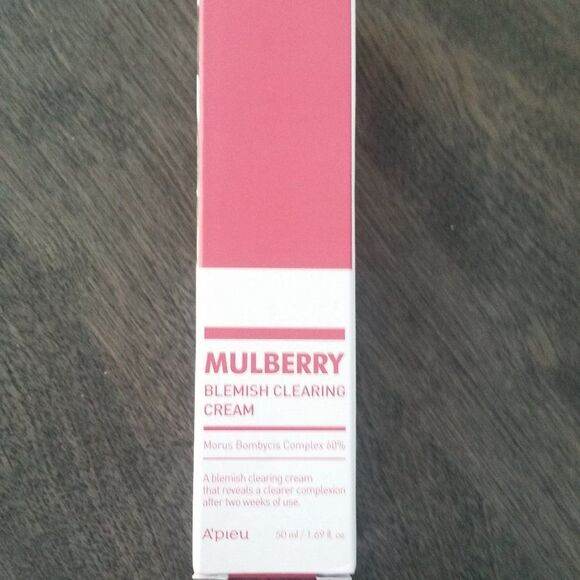 MULBERRY
BLEMISH CLEARING
CREAM
Morus Bombycis Complex 60%
A blemish clearing cream
that reveals a clearer complexion
after two weeks of use.
A'PIEU 50 ml / 1.69 fl. oz